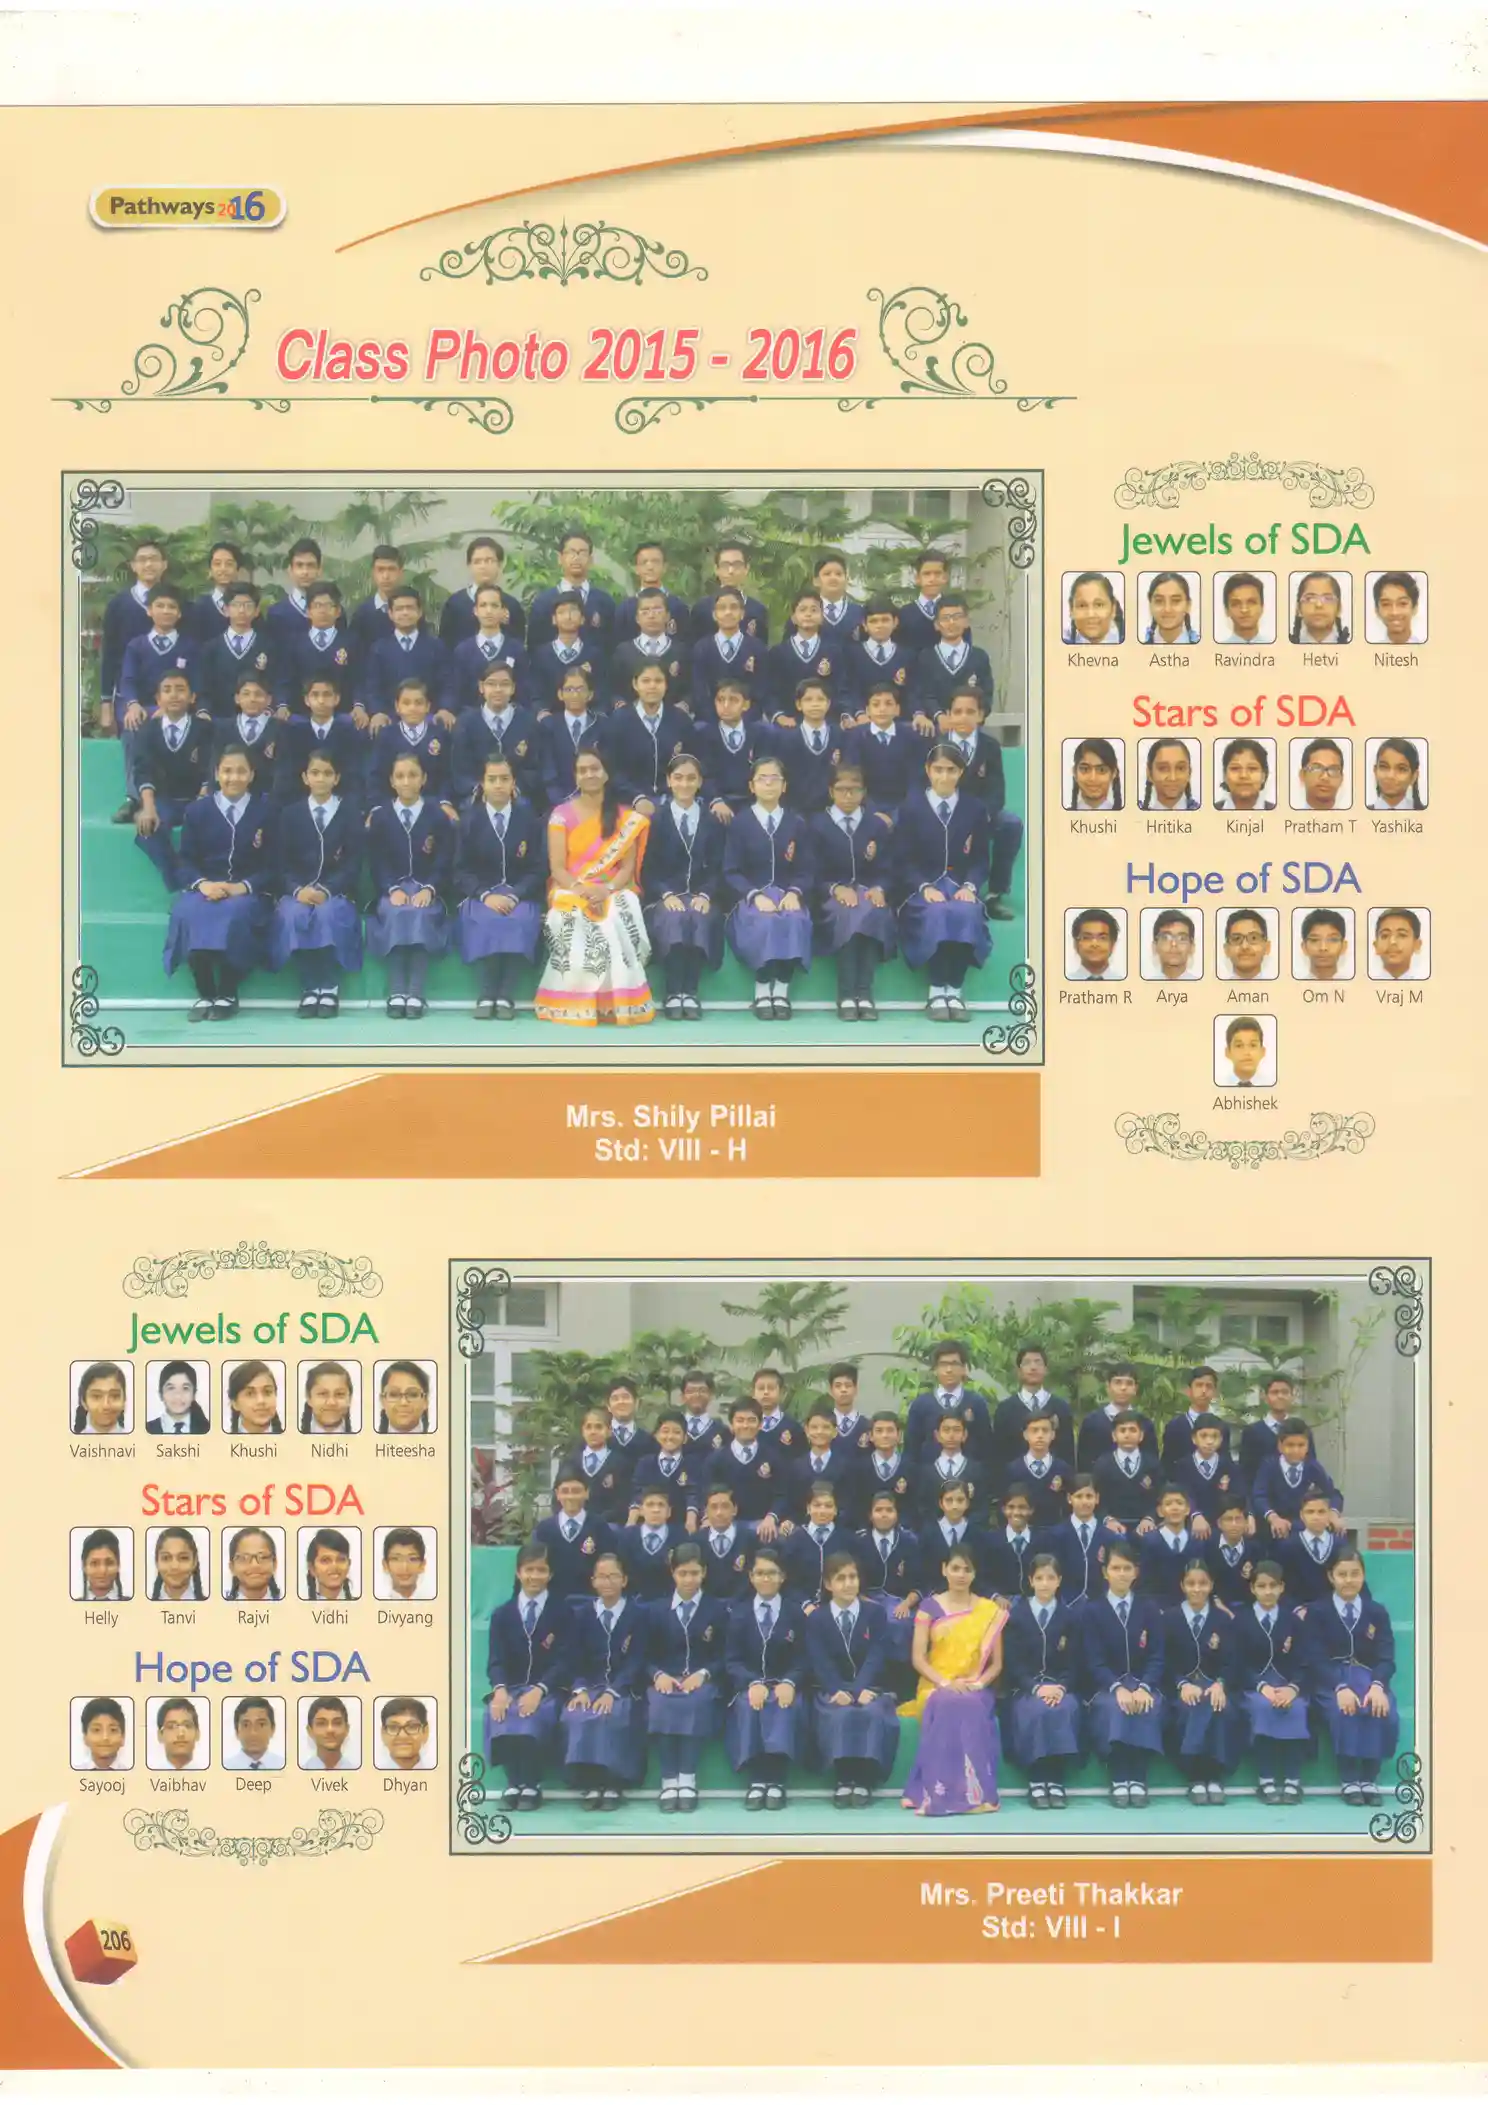 Pathways 2016
Class Photo 2015 - 2016
Jewels of SDA
Khevna Astha Ravindra Hetvi Nitesh
Stars of SDA
Khushi Hritika Kinjal Pratham T Yashika
Hope of SDA
Pratham R Arya Aman Om N Vraj M
Abhishek
Mrs. Shily Pillai
Std: VIII - H
Jewels of SDA
Vaishnavi Sakshi Khushi Nidhi Hiteesha
Stars of SDA
Helly Tanvi Rajvi Vidhi Divyang
Hope of SDA
Sayooj Vaibhav Deep Vivek Dhyan
Mrs. Preeti Thakkar
Std: VIII - I
206